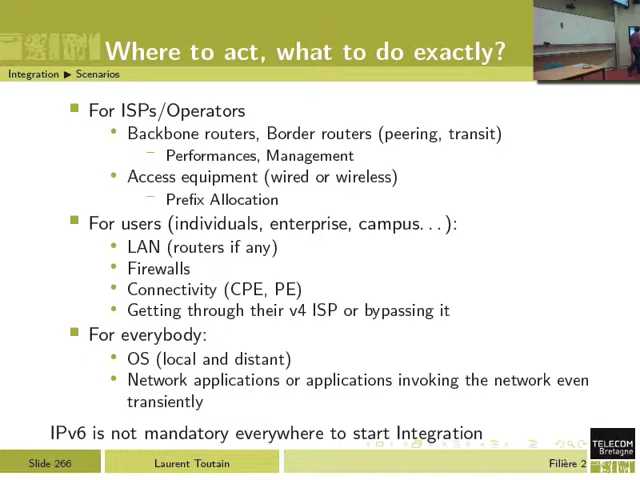 Where to act, what to do exactly?
Integration ▶ Scenarios
For ISPs/Operators
Backbone routers, Border routers (peering, transit)
Performances, Management
Access equipment (wired or wireless)
Prefix Allocation
For users (individuals, enterprise, campus...):
LAN (routers if any)
Firewalls
Connectivity (CPE, PE)
Getting through their v4 ISP or bypassing it
For everybody:
OS (local and distant)
Network applications or applications invoking the network even
transiently
IPv6 is not mandatory everywhere to start Integration
TELECOM
Bretagne
Slide 266 Laurent Toutain Filière 2